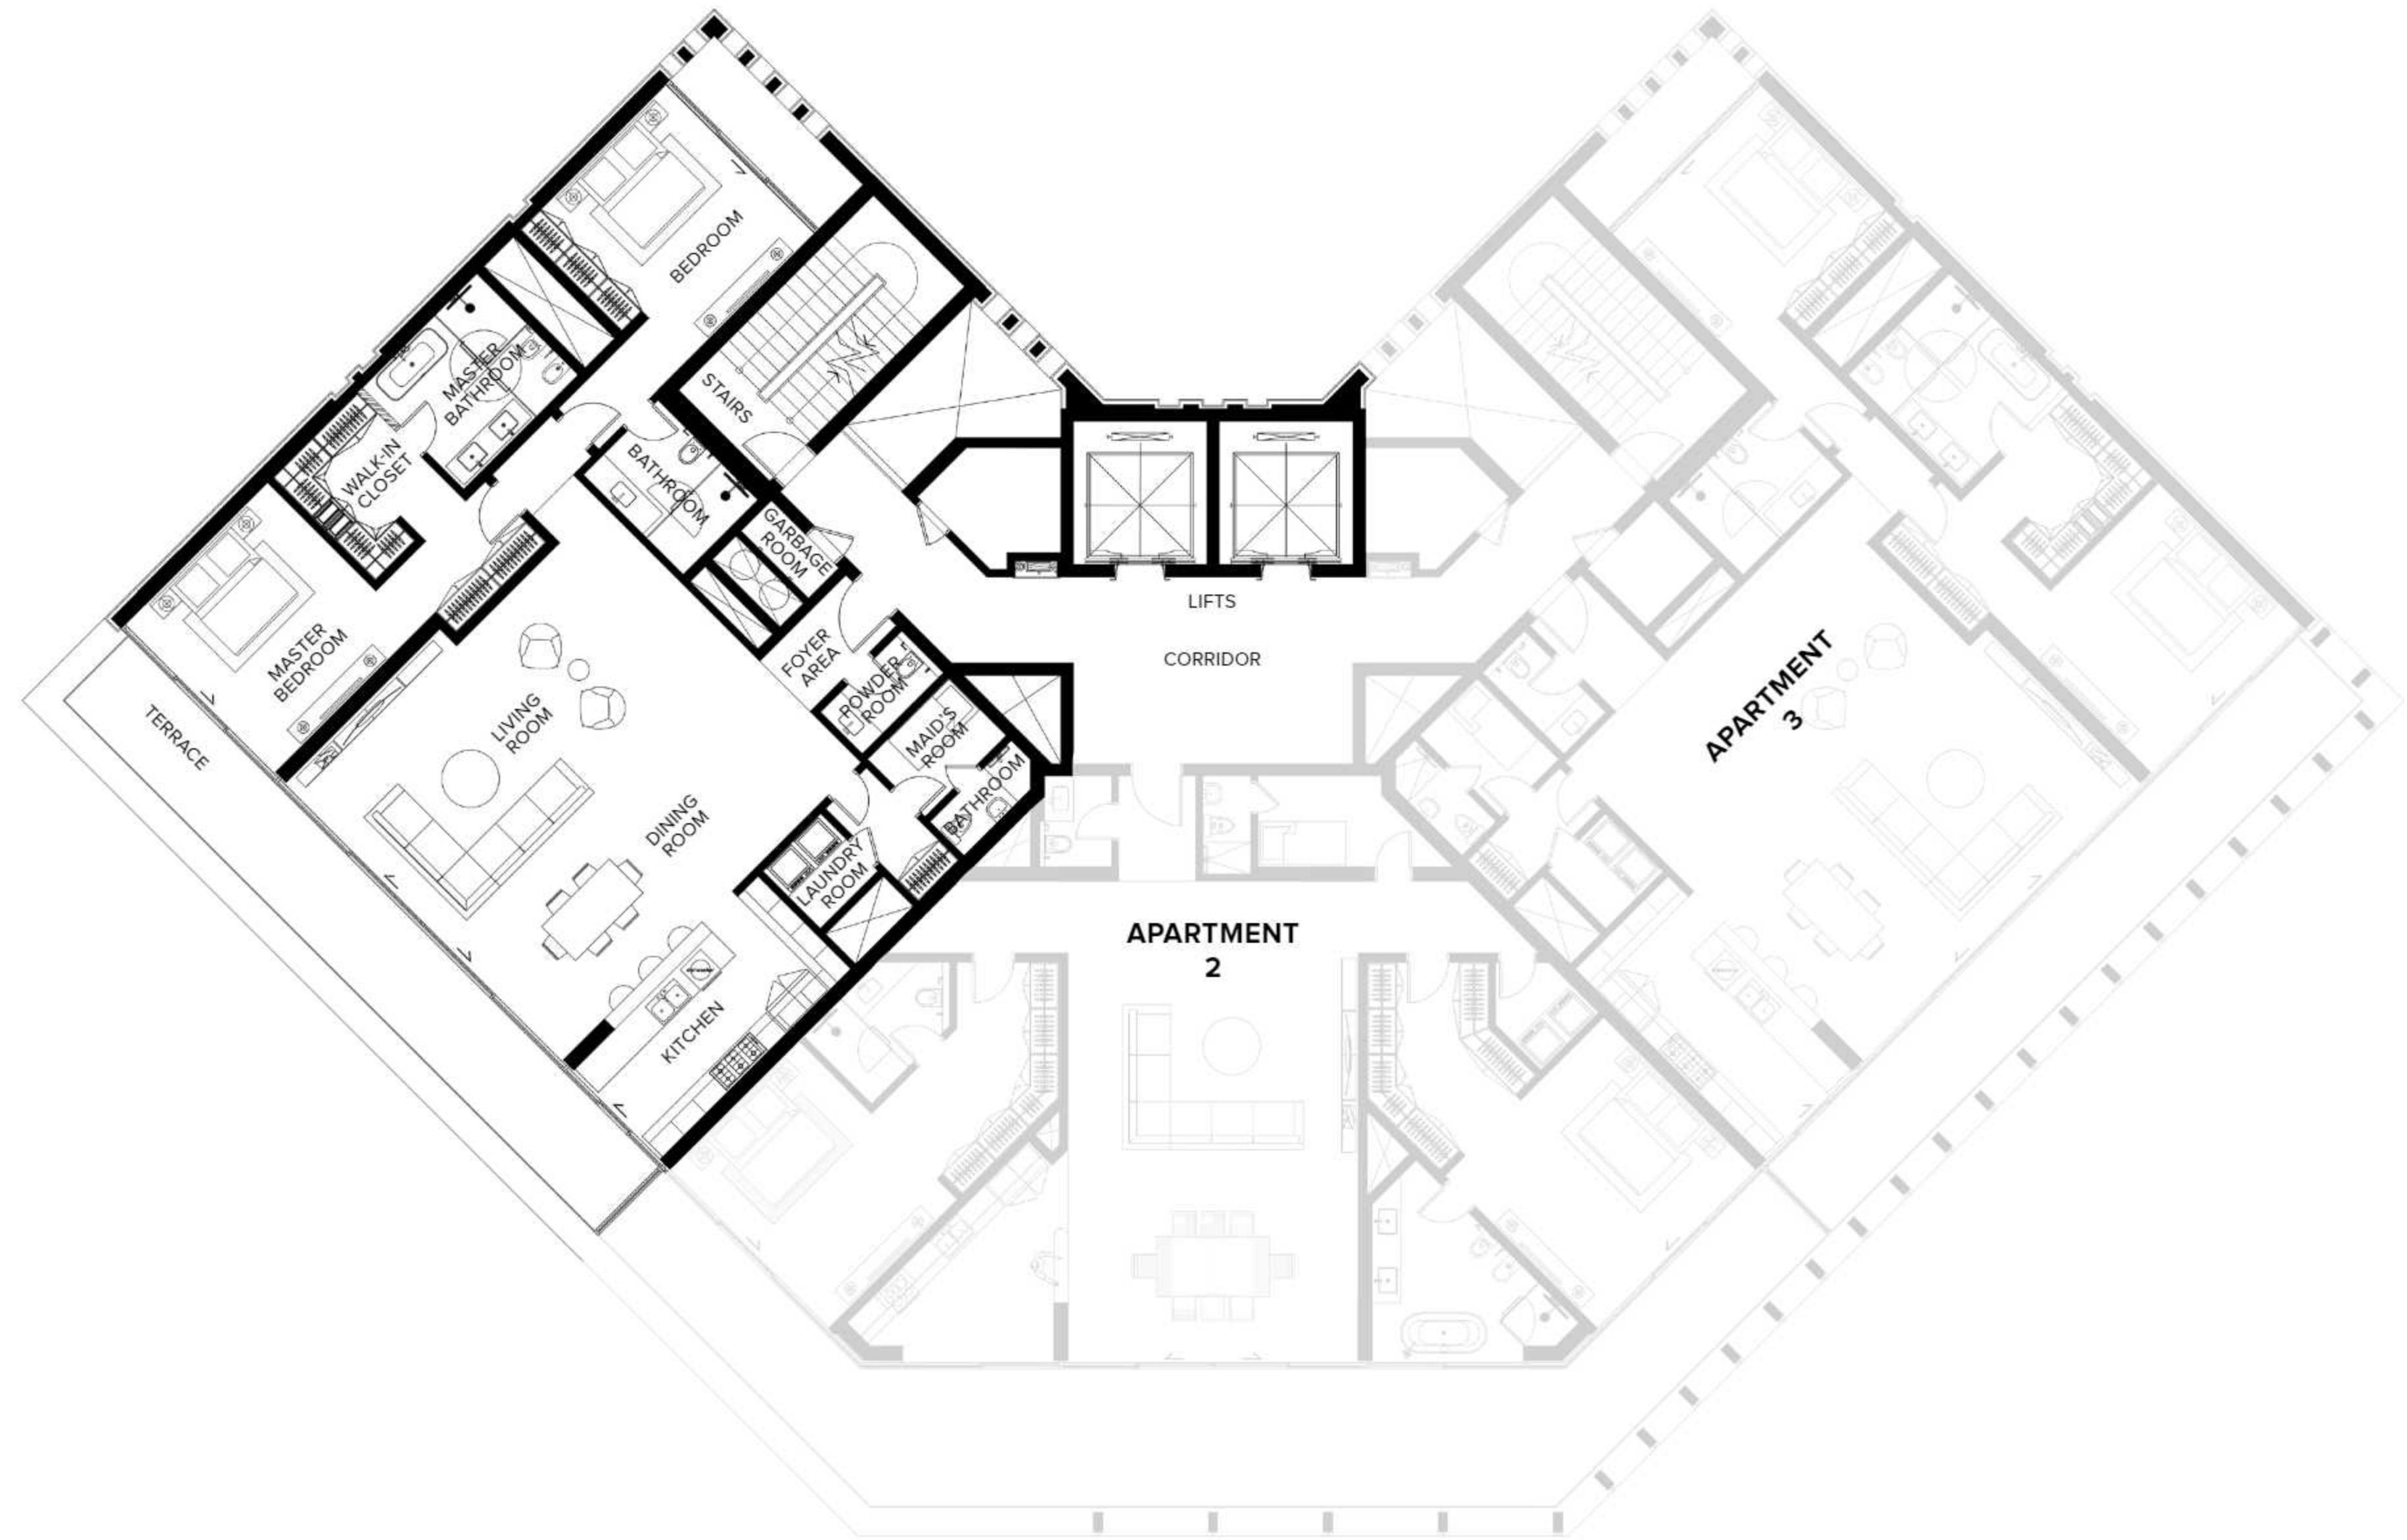 BEDROOM
STAIRS
MASTER
BATHROOM
WALK-IN
CLOSET
BATHROOM
GARBAGE
ROOM
MASTER
BEDROOM
TERRACE
LIVING
ROOM
FOYER
AREA
POWDER
ROOM
MAID'S
ROOM
BATHROOM
DINING
ROOM
LAUNDRY
ROOM
KITCHEN
LIFTS
CORRIDOR
APARTMENT
2
APARTMENT
3